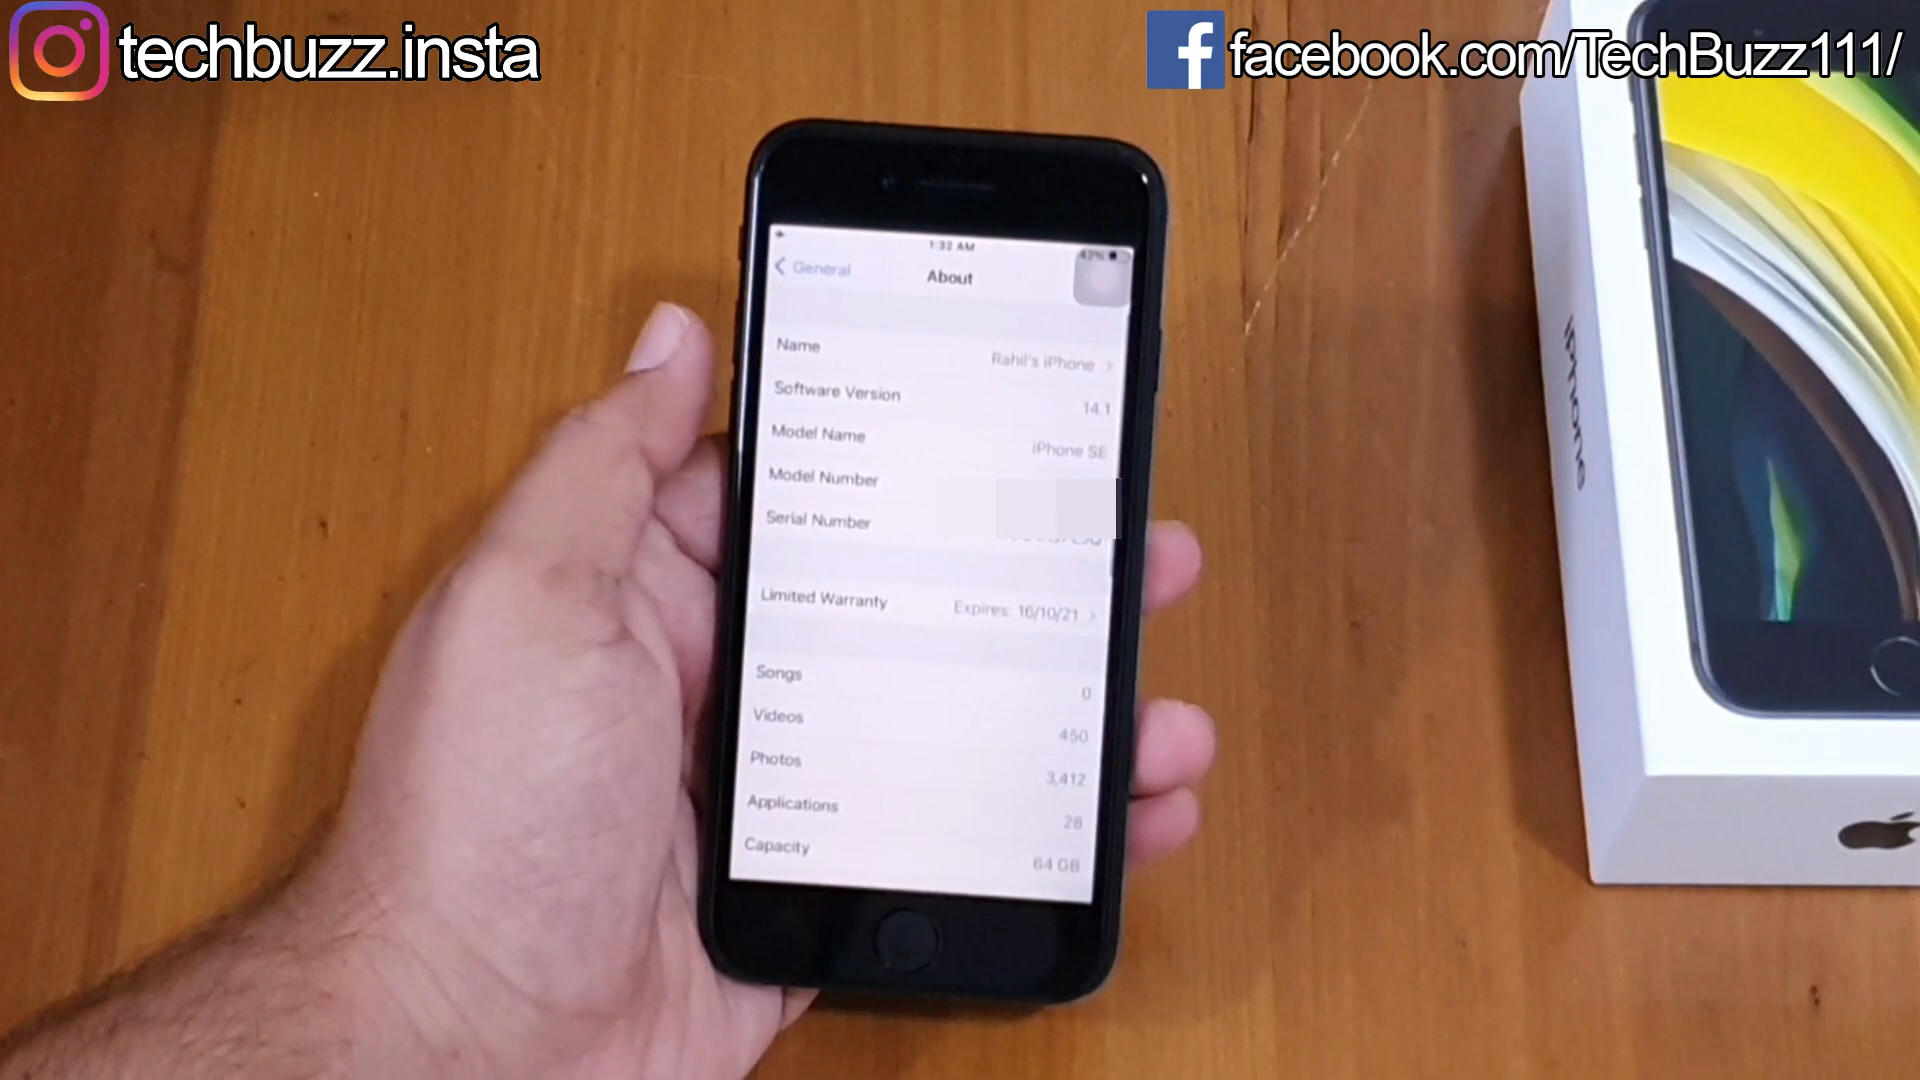 techbuzz.insta
facebook.com/TechBuzz111/
1:32 AM
42%
General
About
Name
Rahil's iPhone
Software Version
14.1
Model Name
iPhone SE
Model Number
Serial Number
Limited Warranty
Expires: 16/10/21
Songs
0
Videos
450
Photos
3,412
Applications
28
Capacity
64 GB
iPhone